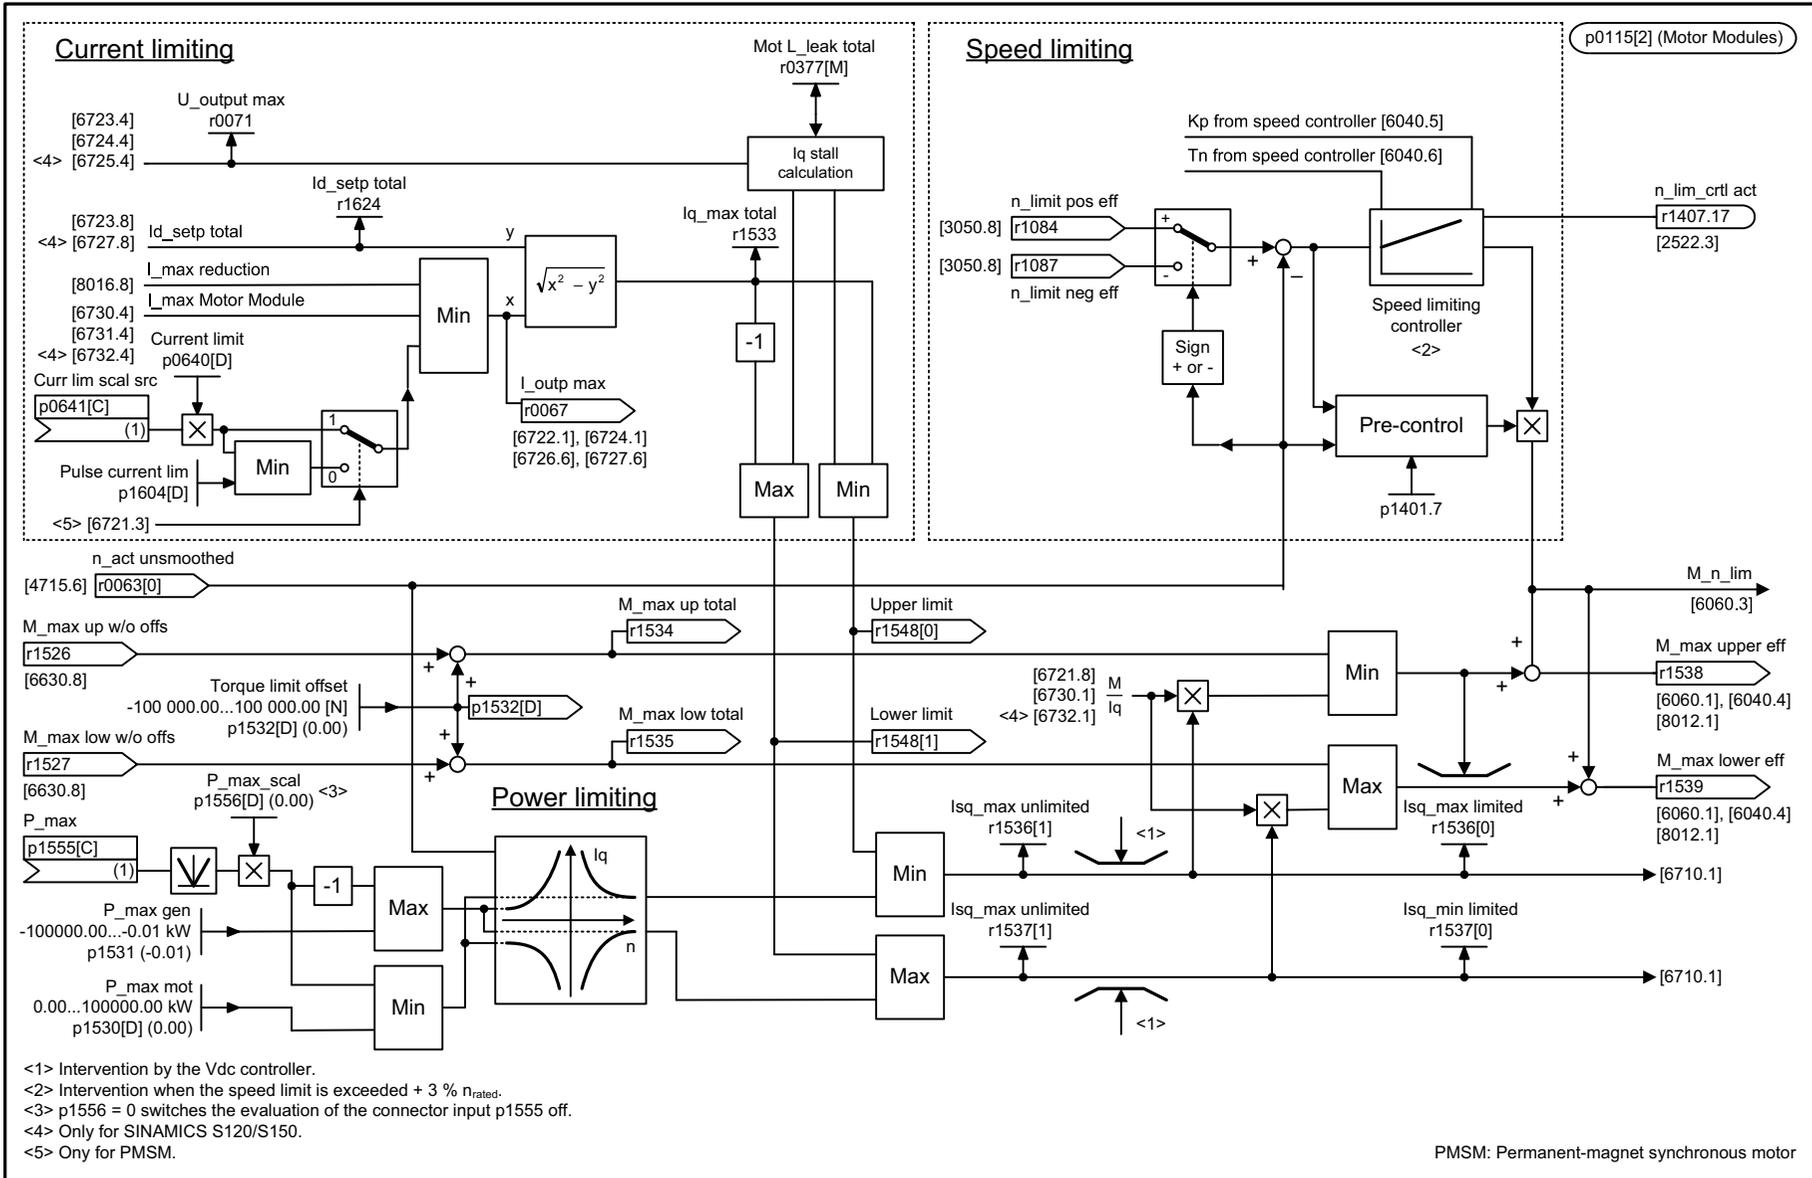 Current limiting
Mot L_leak total
r0377[M]
U_output max
r0071
[6723.4]
[6724.4]
<4> [6725.4]
Iq stall
calculation
Id_setp total
r1624
Iq_max total
r1533
[6723.8]
<4> [6727.8]
Id_setp total
y
I_max reduction
[8016.8]
I_max Motor Module
[6730.4]
[6731.4]
<4> [6732.4]
Min
x
√x² – y²
-1
Current limit
p0640[D]
Curr lim scal src
p0641[C]
(1)
1
0
Min
Pulse current lim
p1604[D]
<5> [6721.3]
I_outp max
r0067
[6722.1], [6724.1]
[6726.6], [6727.6]
Max
Min
Speed limiting
p0115[2] (Motor Modules)
Kp from speed controller [6040.5]
Tn from speed controller [6040.6]
n_limit pos eff
[3050.8]
r1084
[3050.8]
r1087
n_limit neg eff
+
-
+
–
n_lim_crtl act
r1407.17
[2522.3]
Speed limiting
controller
<2>
Sign
+ or -
Pre-control
p1401.7
n_act unsmoothed
[4715.6]
r0063[0]
M_max up w/o offs
r1526
[6630.8]
Torque limit offset
-100 000.00...100 000.00 [N]
p1532[D] (0.00)
M_max low w/o offs
r1527
[6630.8]
+
+
+
+
p1532[D]
M_max up total
r1534
M_max low total
r1535
Upper limit
r1548[0]
Lower limit
r1548[1]
[6721.8]
[6730.1]
<4> [6732.1]
M
Iq
Min
Max
M_n_lim
[6060.3]
+
+
M_max upper eff
r1538
[6060.1], [6040.4]
[8012.1]
+
+
M_max lower eff
r1539
[6060.1], [6040.4]
[8012.1]
P_max_scal
p1556[D] (0.00) <3>
P_max
p1555[C]
(1)
-1
Max
P_max gen
-100000.00...-0.01 kW
p1531 (-0.01)
P_max mot
0.00...100000.00 kW
p1530[D] (0.00)
Min
Power limiting
Iq
n
Min
Max
Isq_max unlimited
r1536[1]
<1>
Isq_max limited
r1536[0]
[6710.1]
Isq_max unlimited
r1537[1]
<1>
Isq_min limited
r1537[0]
[6710.1]
<1> Intervention by the Vdc controller.
<2> Intervention when the speed limit is exceeded + 3 % nrated.
<3> p1556 = 0 switches the evaluation of the connector input p1555 off.
<4> Only for SINAMICS S120/S150.
<5> Ony for PMSM.
PMSM: Permanent-magnet synchronous motor